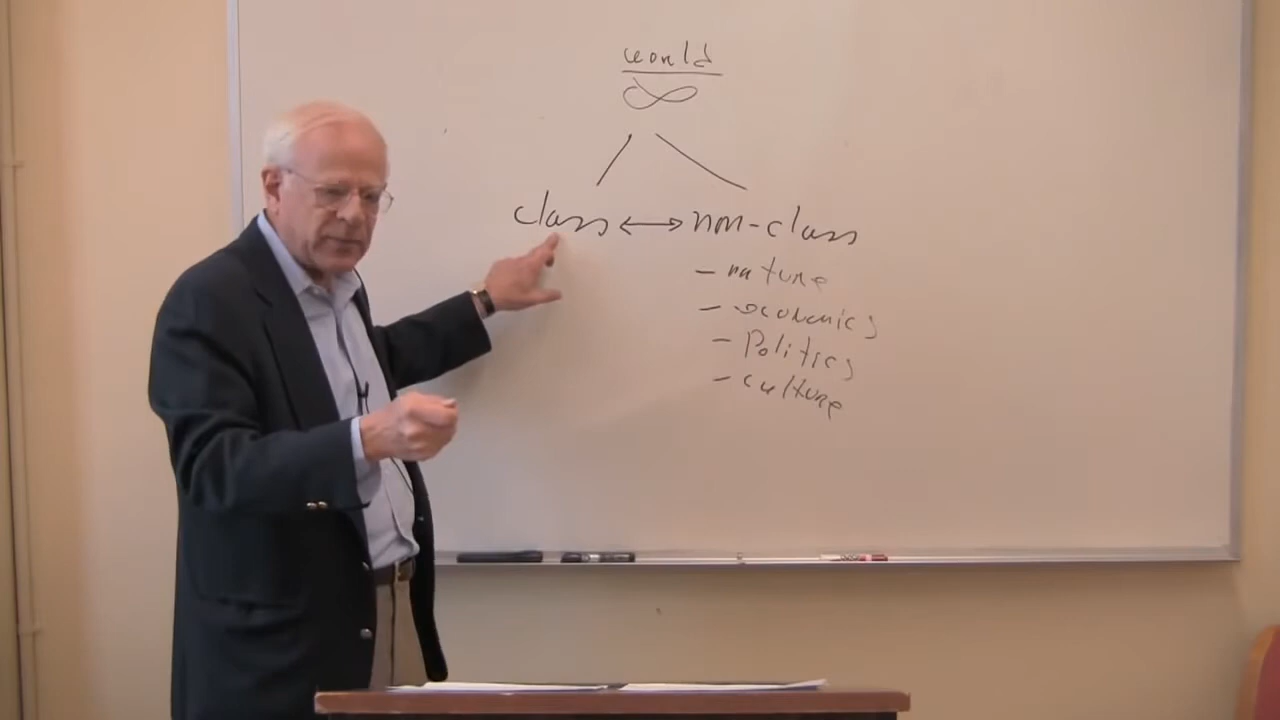 world
∞
class ↔ non-class
- nature
- economics
- Politics
- culture